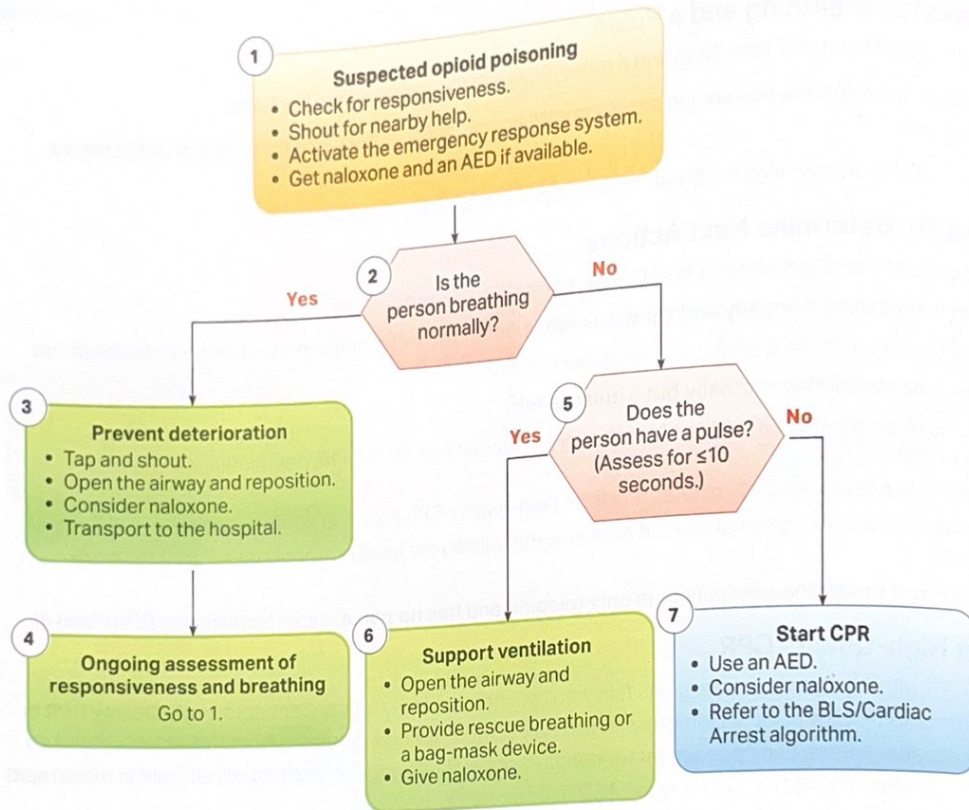 1
Suspected opioid poisoning
• Check for responsiveness.
• Shout for nearby help.
• Activate the emergency response system.
• Get naloxone and an AED if available.
2
Is the
person breathing
normally?
Yes
No
3
Prevent deterioration
• Tap and shout.
• Open the airway and reposition.
• Consider naloxone.
• Transport to the hospital.
4
Ongoing assessment of
responsiveness and breathing
Go to 1.
5
Does the
person have a pulse?
(Assess for ≤10
seconds.)
Yes
No
6
Support ventilation
• Open the airway and
reposition.
• Provide rescue breathing or
a bag-mask device.
• Give naloxone.
7
Start CPR
• Use an AED.
• Consider naloxone.
• Refer to the BLS/Cardiac
Arrest algorithm.